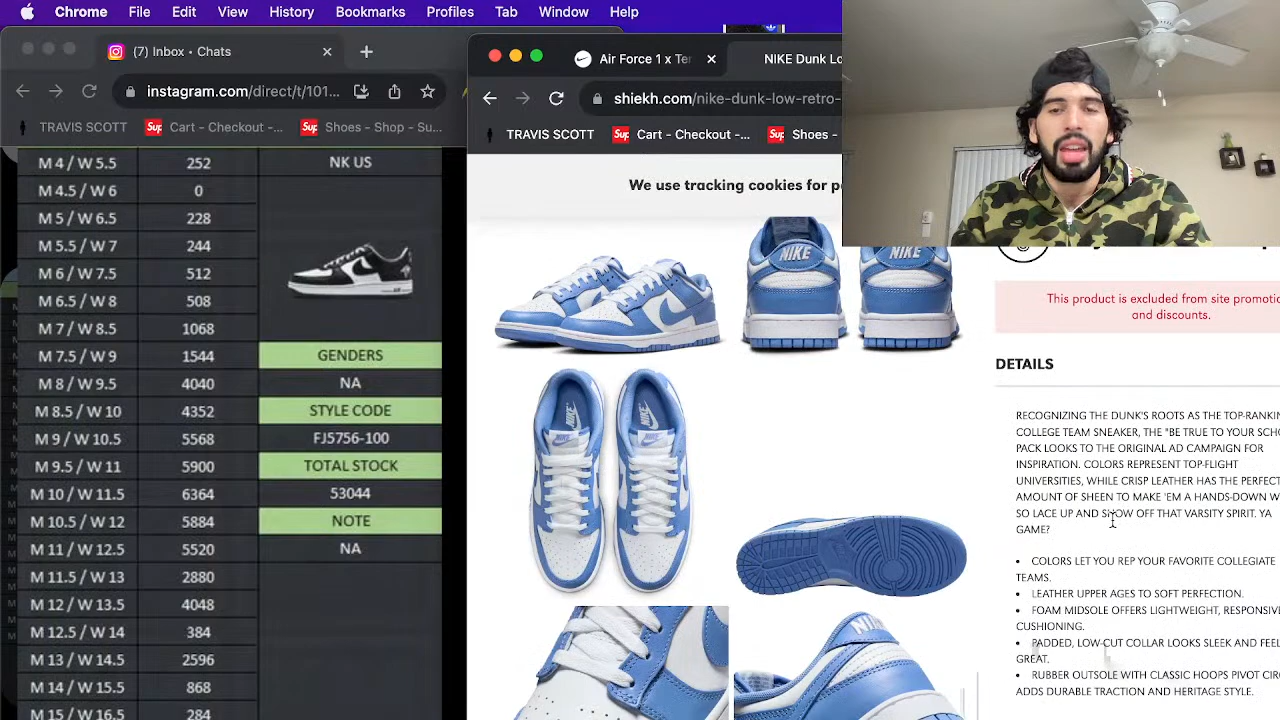 Chrome File Edit View History Bookmarks Profiles Tab Window Help
(7) Inbox • Chats
instagram.com/direct/t/101...
TRAVIS SCOTT Cart - Checkout -... Shoes - Shop - Su...
M 4 / W 5.5 252 NK US
M 4.5 / W 6 0
M 5 / W 6.5 228
M 5.5 / W 7 244
M 6 / W 7.5 512
M 6.5 / W 8 508
M 7 / W 8.5 1068
M 7.5 / W 9 1544 GENDERS
M 8 / W 9.5 4040 NA
M 8.5 / W 10 4352 STYLE CODE
M 9 / W 10.5 5568 FJ5756-100
M 9.5 / W 11 5900 TOTAL STOCK
M 10 / W 11.5 6364 53044
M 10.5 / W 12 5884 NOTE
M 11 / W 12.5 5520 NA
M 11.5 / W 13 2880
M 12 / W 13.5 4048
M 12.5 / W 14 384
M 13 / W 14.5 2596
M 14 / W 15.5 868
M 15 / W 16.5 284
Air Force 1 x Ter NIKE Dunk Lo
shiekh.com/nike-dunk-low-retro-
TRAVIS SCOTT Cart - Checkout -... Shoes -
We use tracking cookies for p
NIKE NIKE
This product is excluded from site promotio
and discounts.
DETAILS
RECOGNIZING THE DUNK'S ROOTS AS THE TOP-RANKIN
COLLEGE TEAM SNEAKER, THE "BE TRUE TO YOUR SCHO
PACK LOOKS TO THE ORIGINAL AD CAMPAIGN FOR
INSPIRATION. COLORS REPRESENT TOP-FLIGHT
UNIVERSITIES, WHILE CRISP LEATHER HAS THE PERFECT
AMOUNT OF SHEEN TO MAKE 'EM A HANDS-DOWN W
SO LACE UP AND SHOW OFF THAT VARSITY SPIRIT. YA
GAME?
• COLORS LET YOU REP YOUR FAVORITE COLLEGIATE
TEAMS.
• LEATHER UPPER AGES TO SOFT PERFECTION.
• FOAM MIDSOLE OFFERS LIGHTWEIGHT, RESPONSIV
CUSHIONING.
• PADDED, LOW-CUT COLLAR LOOKS SLEEK AND FEEL
GREAT.
• RUBBER OUTSOLE WITH CLASSIC HOOPS PIVOT CIR
ADDS DURABLE TRACTION AND HERITAGE STYLE.
NIKE